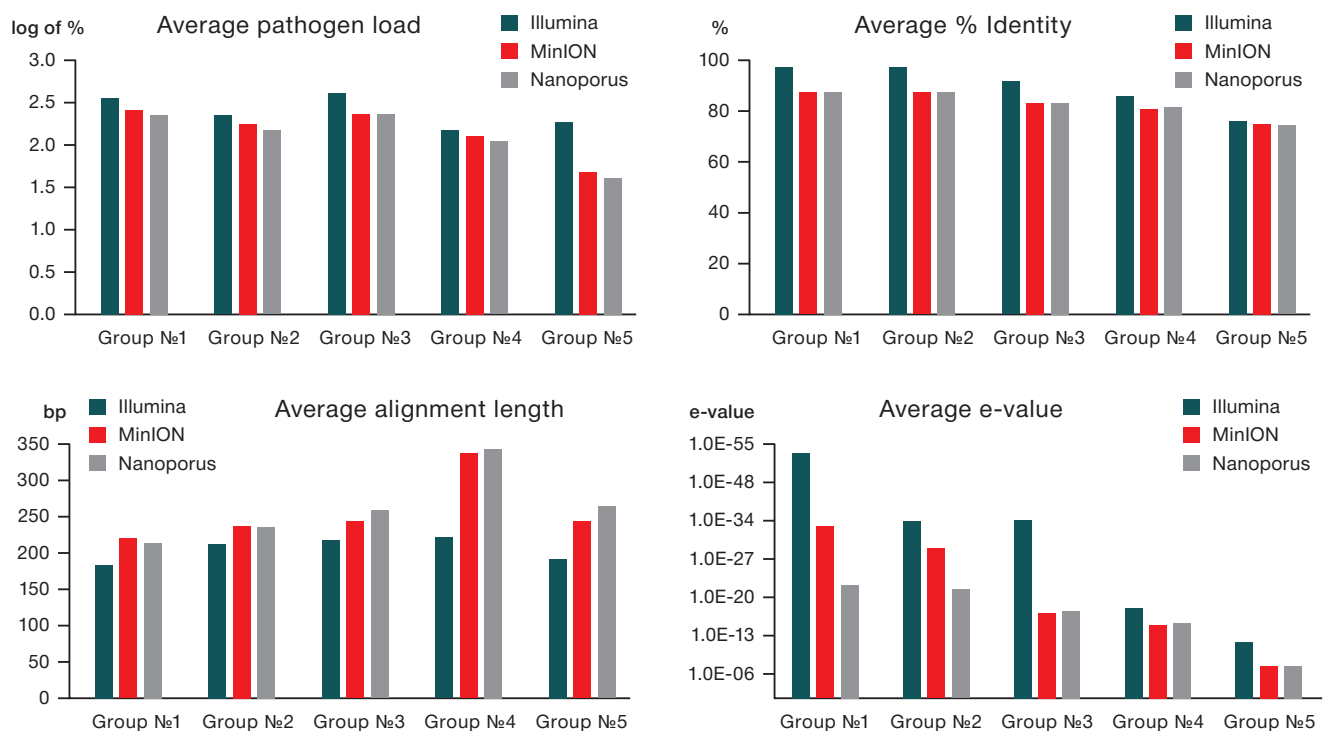 Average pathogen load
log of %
Illumina
MinION
Nanoporus
3.0
2.5
2.0
1.5
1.0
0.5
0.0
Group №1 Group №2 Group №3 Group №4 Group №5
Average % Identity
%
Illumina
MinION
Nanoporus
100
80
60
40
20
0
Group №1 Group №2 Group №3 Group №4 Group №5
Average alignment length
bp
Illumina
MinION
Nanoporus
350
300
250
200
150
100
50
0
Group №1 Group №2 Group №3 Group №4 Group №5
Average e-value
e-value
Illumina
MinION
Nanoporus
1.0E-55
1.0E-48
1.0E-34
1.0E-27
1.0E-20
1.0E-13
1.0E-06
Group №1 Group №2 Group №3 Group №4 Group №5